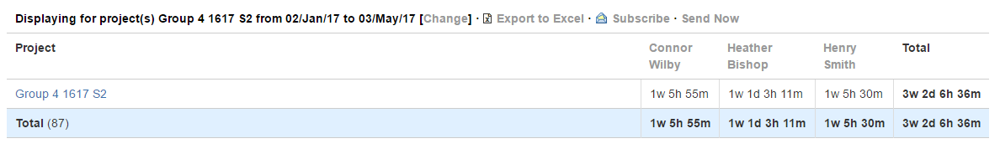 Displaying for project(s) Group 4 1617 S2 from 02/Jan/17 to 03/May/17 [Change] · Export to Excel · Subscribe · Send Now
Project Connor Wilby Heather Bishop Henry Smith Total
Group 4 1617 S2 1w 5h 55m 1w 1d 3h 11m 1w 5h 30m 3w 2d 6h 36m
Total (87) 1w 5h 55m 1w 1d 3h 11m 1w 5h 30m 3w 2d 6h 36m